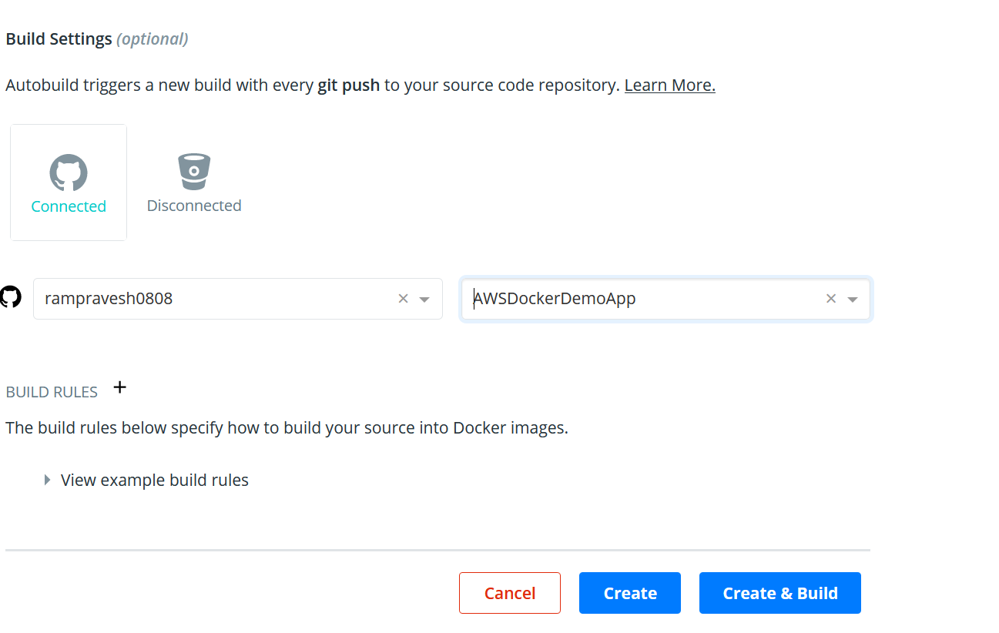 Build Settings (optional)
Autobuild triggers a new build with every git push to your source code repository. Learn More.
Connected
Disconnected
rampravesh0808
AWSDockerDemoApp
BUILD RULES +
The build rules below specify how to build your source into Docker images.
View example build rules
Cancel
Create
Create & Build